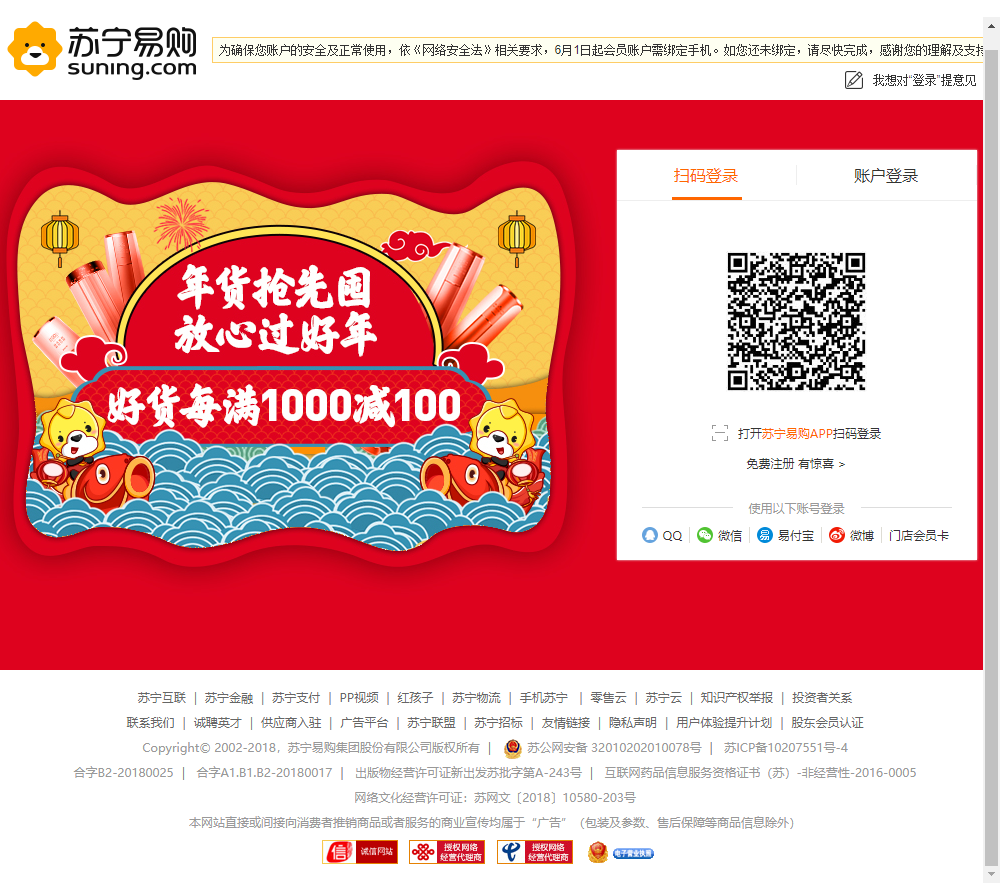 苏宁易购
suning.com
为确保您账户的安全及正常使用，依《网络安全法》相关要求，6月1日起会员账户需绑定手机。如您还未绑定，请尽快完成，感谢您的理解及支持
我想对“登录”提意见
扫码登录 账户登录
年货抢先囤
放心过好年
好货每满1000减100
打开苏宁易购APP扫码登录
免费注册 有惊喜 >
使用以下账号登录
QQ 微信 易付宝 微博 门店会员卡
苏宁互联 | 苏宁金融 | 苏宁支付 | PP视频 | 红孩子 | 苏宁物流 | 手机苏宁 | 零售云 | 苏宁云 | 知识产权举报 | 投资者关系
联系我们 | 诚聘英才 | 供应商入驻 | 广告平台 | 苏宁联盟 | 苏宁招标 | 友情链接 | 隐私声明 | 用户体验提升计划 | 股东会员认证
Copyright© 2002-2018，苏宁易购集团股份有限公司版权所有 | 苏公网安备 32010202010078号 | 苏ICP备10207551号-4
合字B2-20180025 | 合字A1.B1.B2-20180017 | 出版物经营许可证新出发苏批字第A-243号 | 互联网药品信息服务资格证书（苏）-非经营性-2016-0005
网络文化经营许可证：苏网文〔2018〕10580-203号
本网站直接或间接向消费者推销商品或者服务的商业宣传均属于“广告”（包装及参数、售后保障等商品信息除外）
信 诚信网站 授权网络经营代理商 授权网络经营代理商 电子营业执照